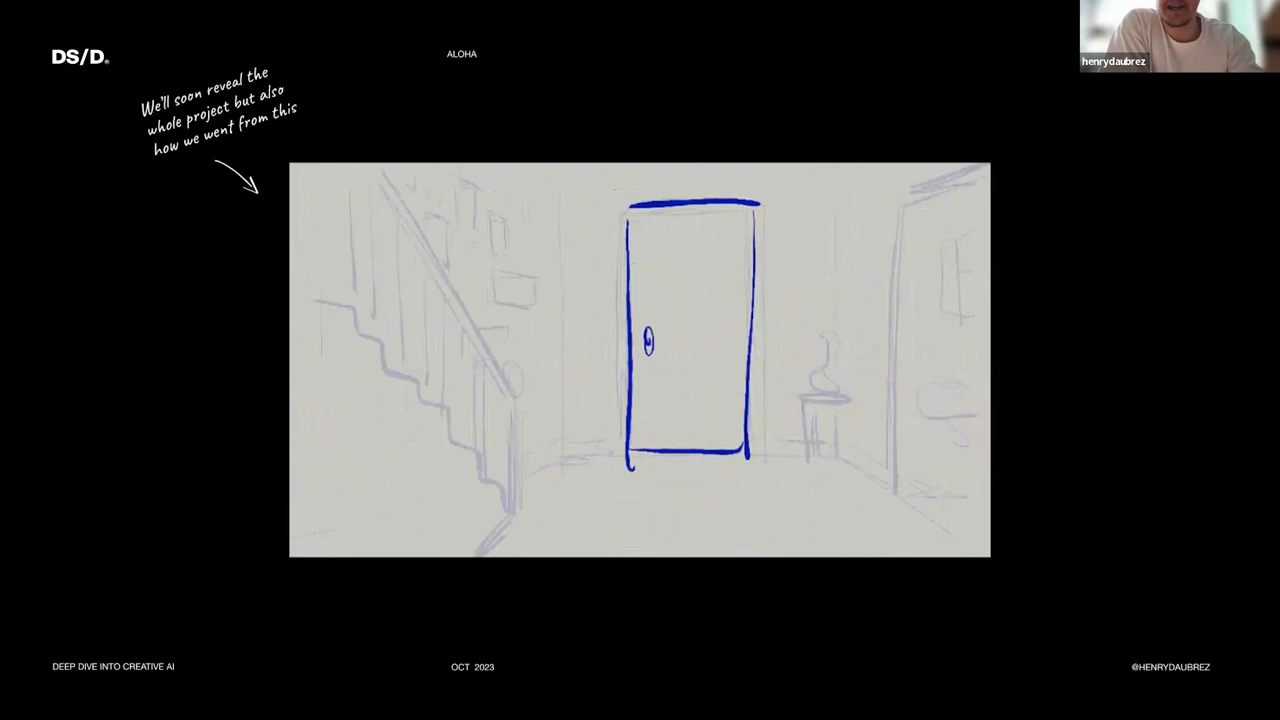 DS/D®
ALOHA
henrydaubrez
We'll soon reveal the
whole project but also
how we went from this
DEEP DIVE INTO CREATIVE AI
OCT 2023
@HENRYDAUBREZ